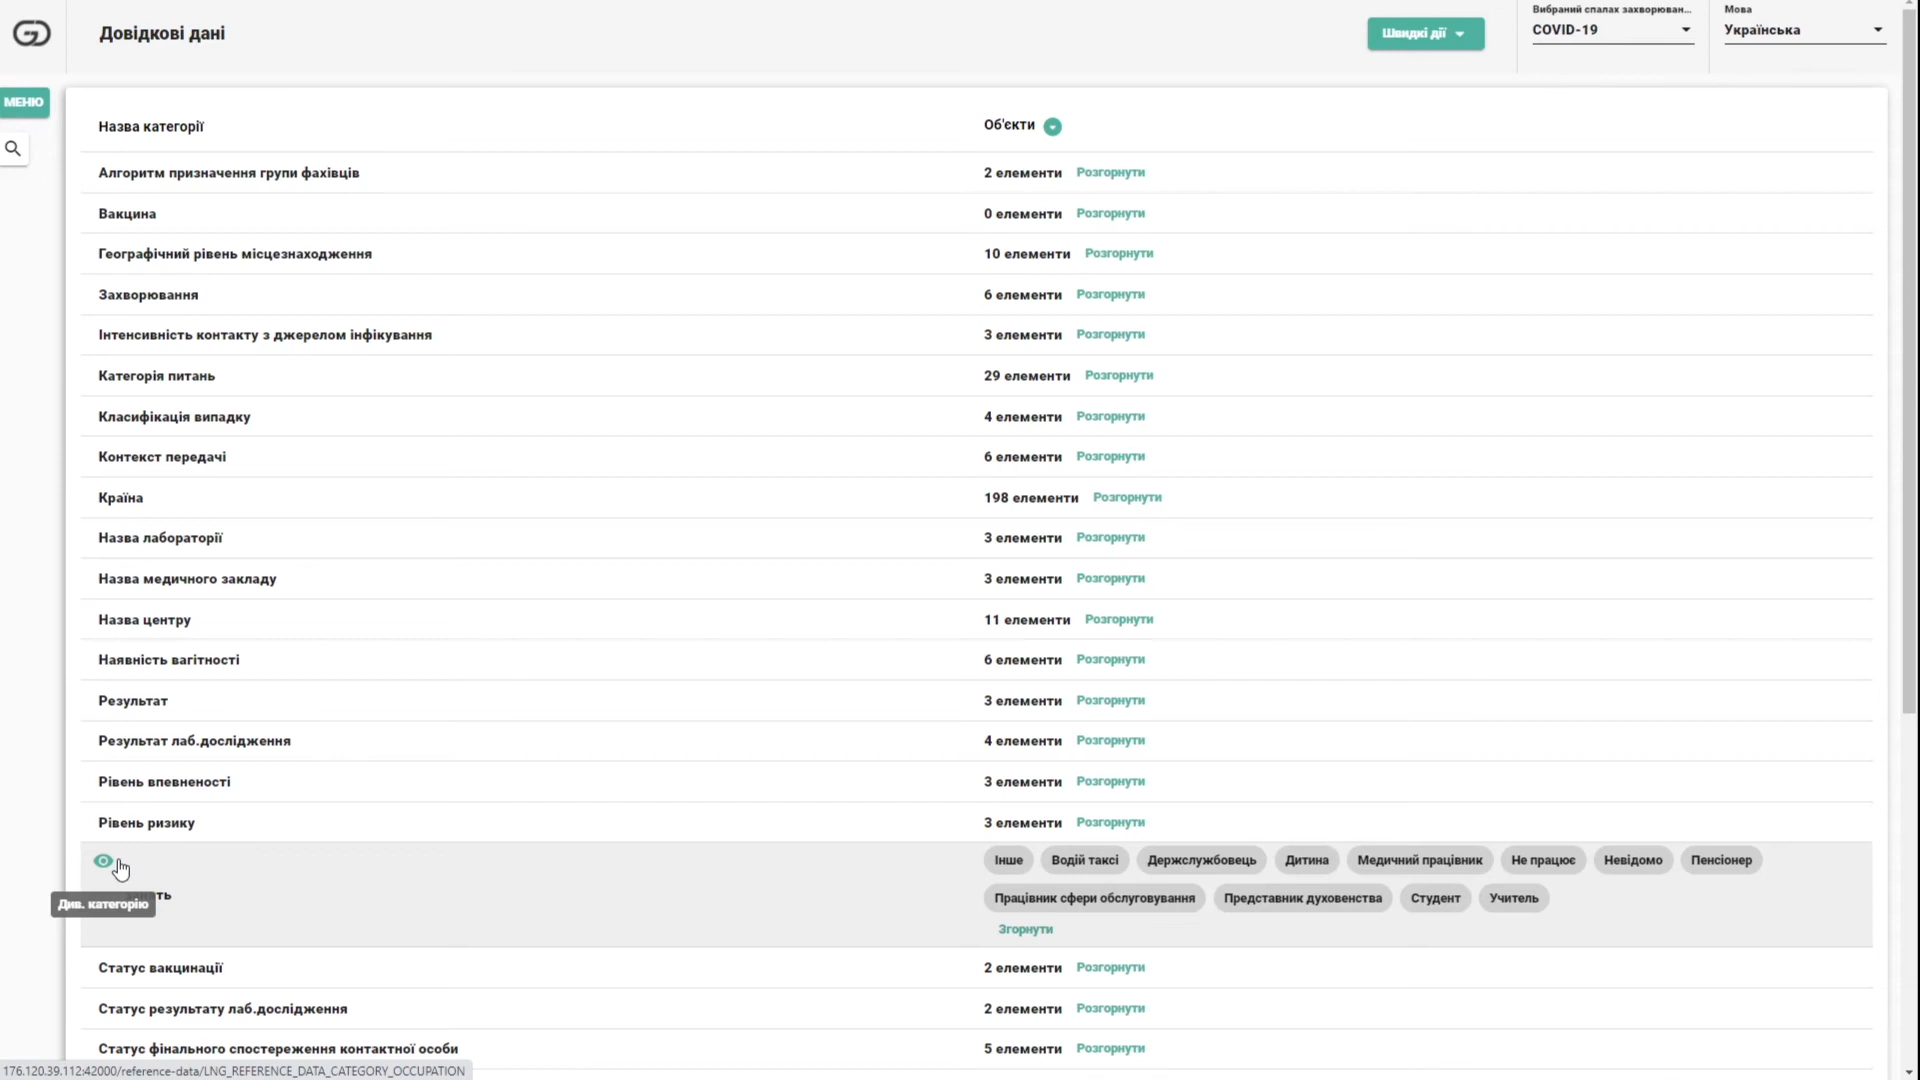 Довідкові дані
Швидкі дії
Вибраний спалах захворюван...
COVID-19
Мова
Українська
МЕНЮ
Назва категорії
Об'єкти
Алгоритм призначення групи фахівців 2 елементи Розгорнути
Вакцина 0 елементи Розгорнути
Географічний рівень місцезнаходження 10 елементи Розгорнути
Захворювання 6 елементи Розгорнути
Інтенсивність контакту з джерелом інфікування 3 елементи Розгорнути
Категорія питань 29 елементи Розгорнути
Класифікація випадку 4 елементи Розгорнути
Контекст передачі 6 елементи Розгорнути
Країна 198 елементи Розгорнути
Назва лабораторії 3 елементи Розгорнути
Назва медичного закладу 3 елементи Розгорнути
Назва центру 11 елементи Розгорнути
Наявність вагітності 6 елементи Розгорнути
Результат 3 елементи Розгорнути
Результат лаб.дослідження 4 елементи Розгорнути
Рівень впевненості 3 елементи Розгорнути
Рівень ризику 3 елементи Розгорнути
Інше Водій таксі Держслужбовець Дитина Медичний працівник Не працює Невідомо Пенсіонер
Працівник сфери обслуговування Представник духовенства Студент Учитель
Див. категорію
Згорнути
Статус вакцинації 2 елементи Розгорнути
Статус результату лаб.дослідження 2 елементи Розгорнути
Статус фінального спостереження контактної особи 5 елементи Розгорнути
176.120.39.112:42000/reference-data/LNG_REFERENCE_DATA_CATEGORY_OCCUPATION